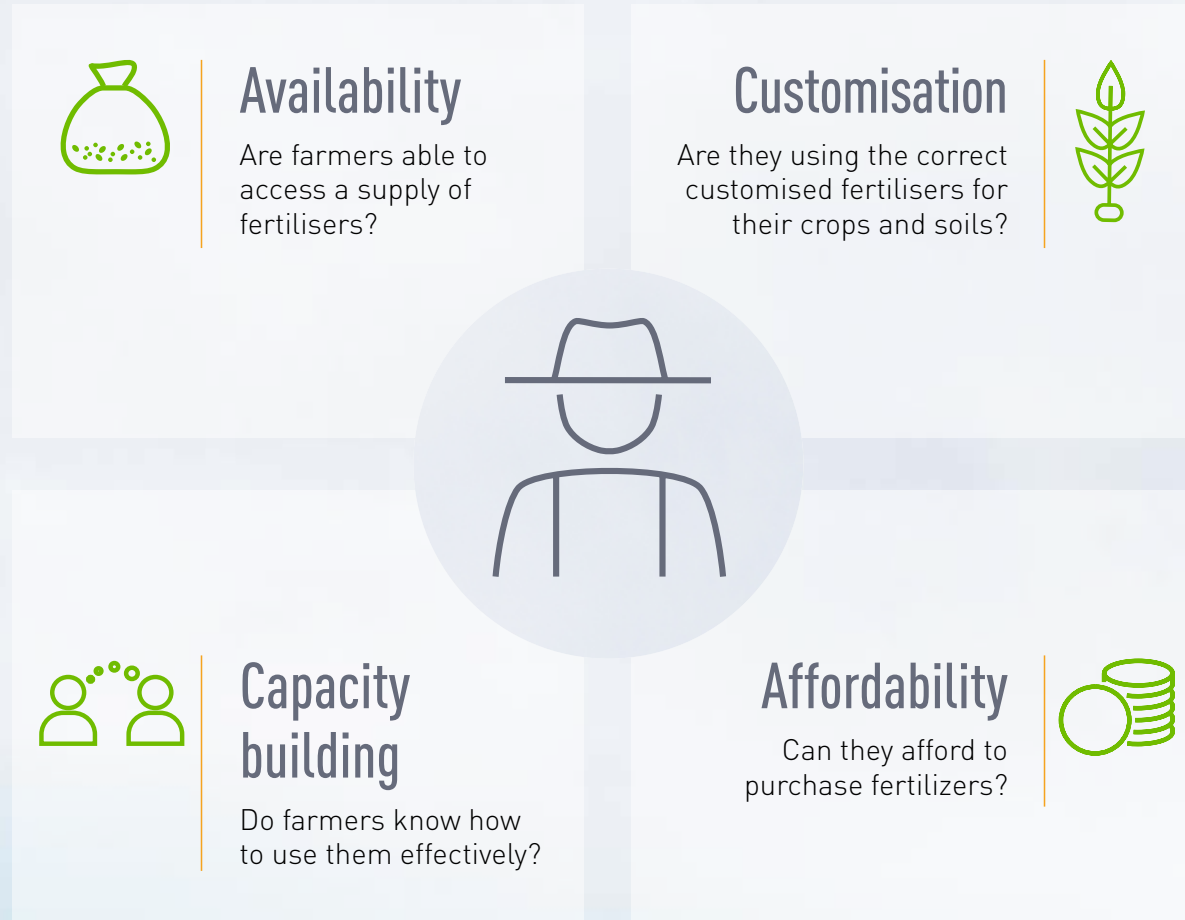 Availability
Are farmers able to
access a supply of
fertilisers?
Customisation
Are they using the correct
customised fertilisers for
their crops and soils?
Capacity
building
Do farmers know how
to use them effectively?
Affordability
Can they afford to
purchase fertilizers?